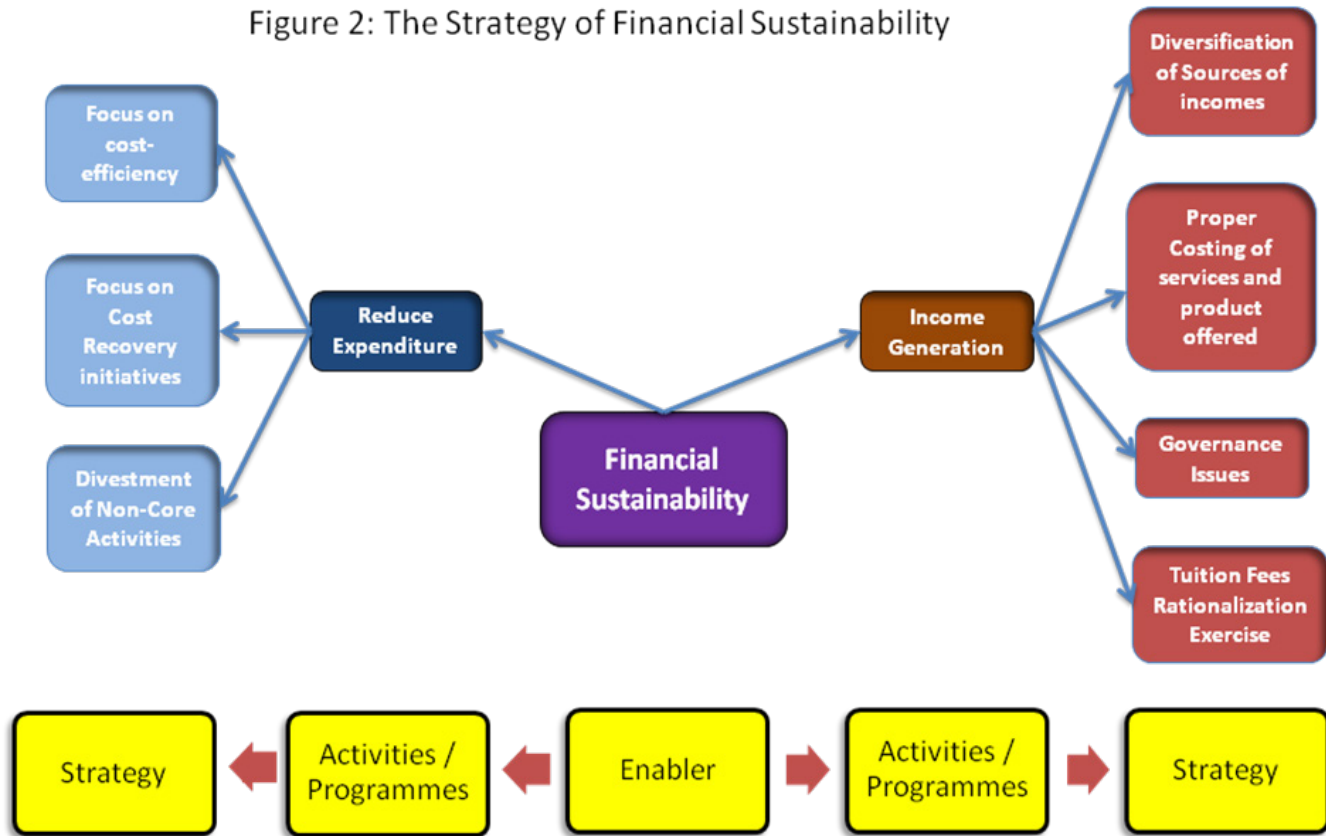 Figure 2: The Strategy of Financial Sustainability
Focus on
cost-
efficiency
Focus on
Cost
Recovery
initiatives
Divestment
of Non-Core
Activities
Reduce
Expenditure
Financial
Sustainability
Income
Generation
Diversification
of Sources of
incomes
Proper
Costing of
services and
product
offered
Governance
Issues
Tuition Fees
Rationalization
Exercise
Strategy
Activities /
Programmes
Enabler
Activities /
Programmes
Strategy